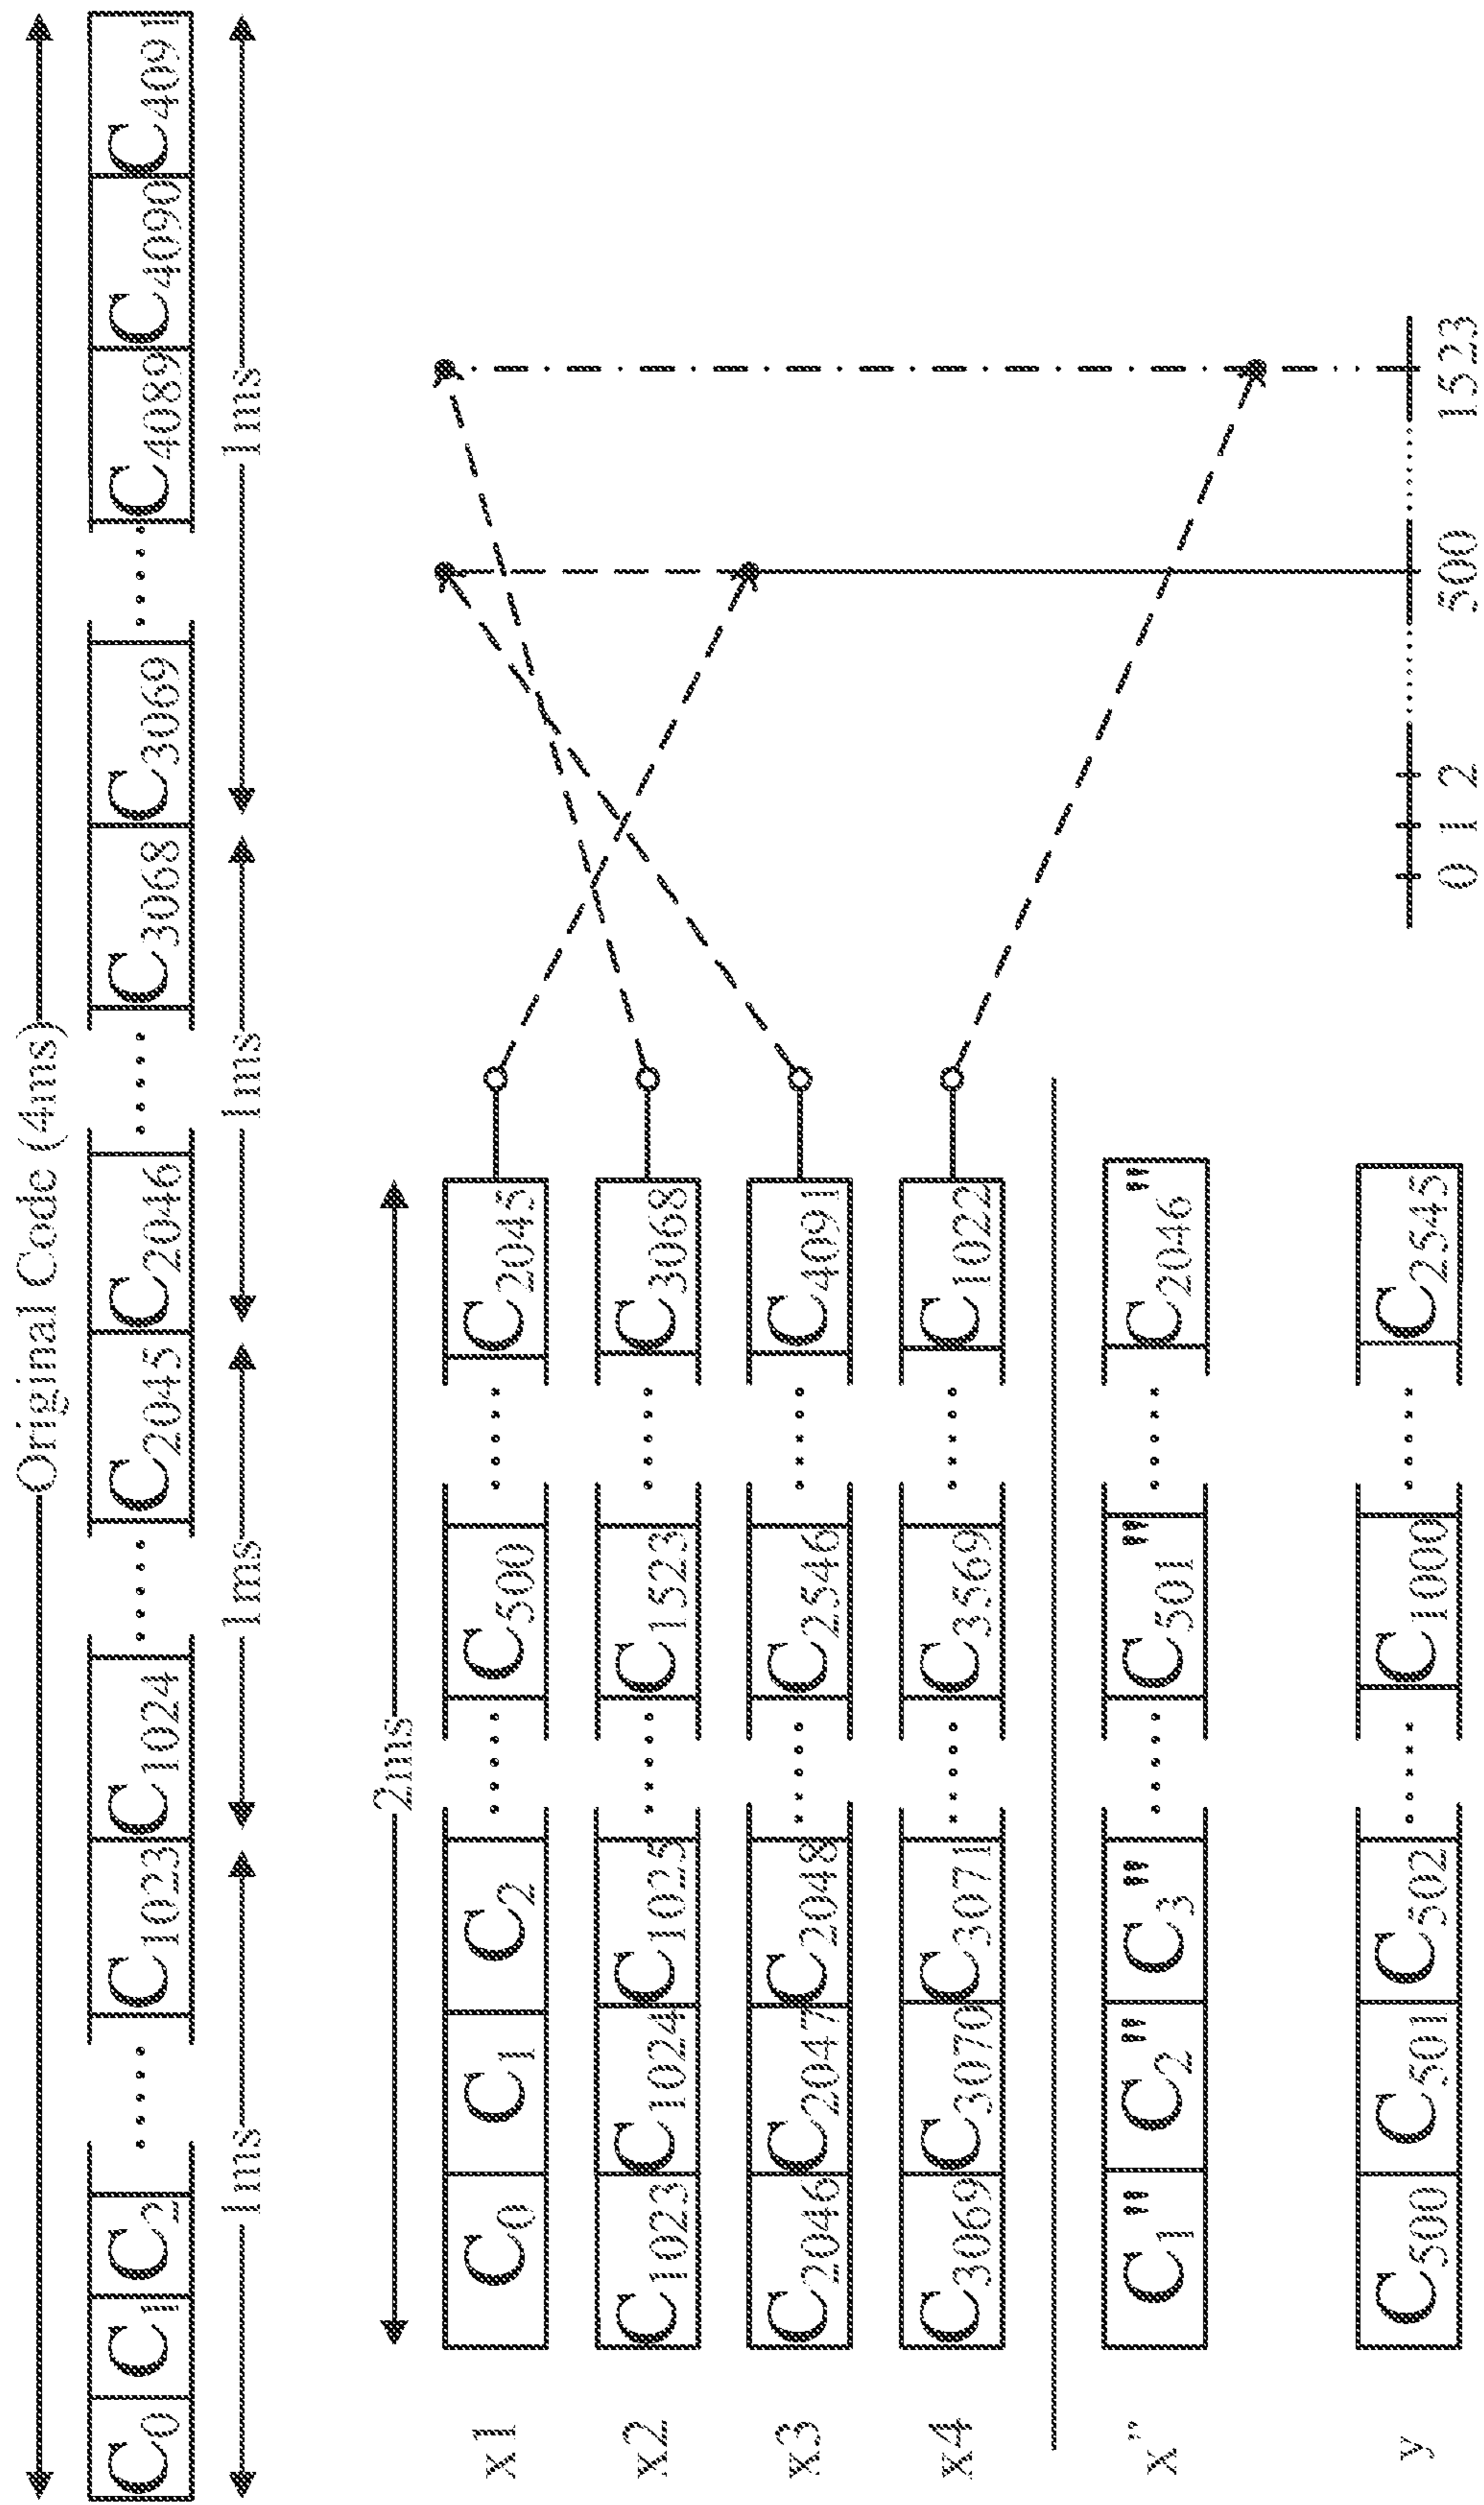 Original Code (4ms)
C0 C1 C2 ..... C1023 C1024 ..... C2045 C2046 ..... C3068 C3069 .... C4089 C4090 C4091
1ms 1ms 1ms 1ms
2ms
x1 C0 C1 C2 ..... C500 ..... C2045
x2 C1023 C1024 C1025 ..... C1523 ..... C3068
x3 C2046 C2047 C2048 ..... C2546 ..... C4091
x4 C3069 C3070 C3071 ..... C3569 ..... C1022
x" C1" C2" C3" ..... C501" ..... C2046"
y C500 C501 C502 ..... C1000 ..... C2545
0 1 2 500 1523